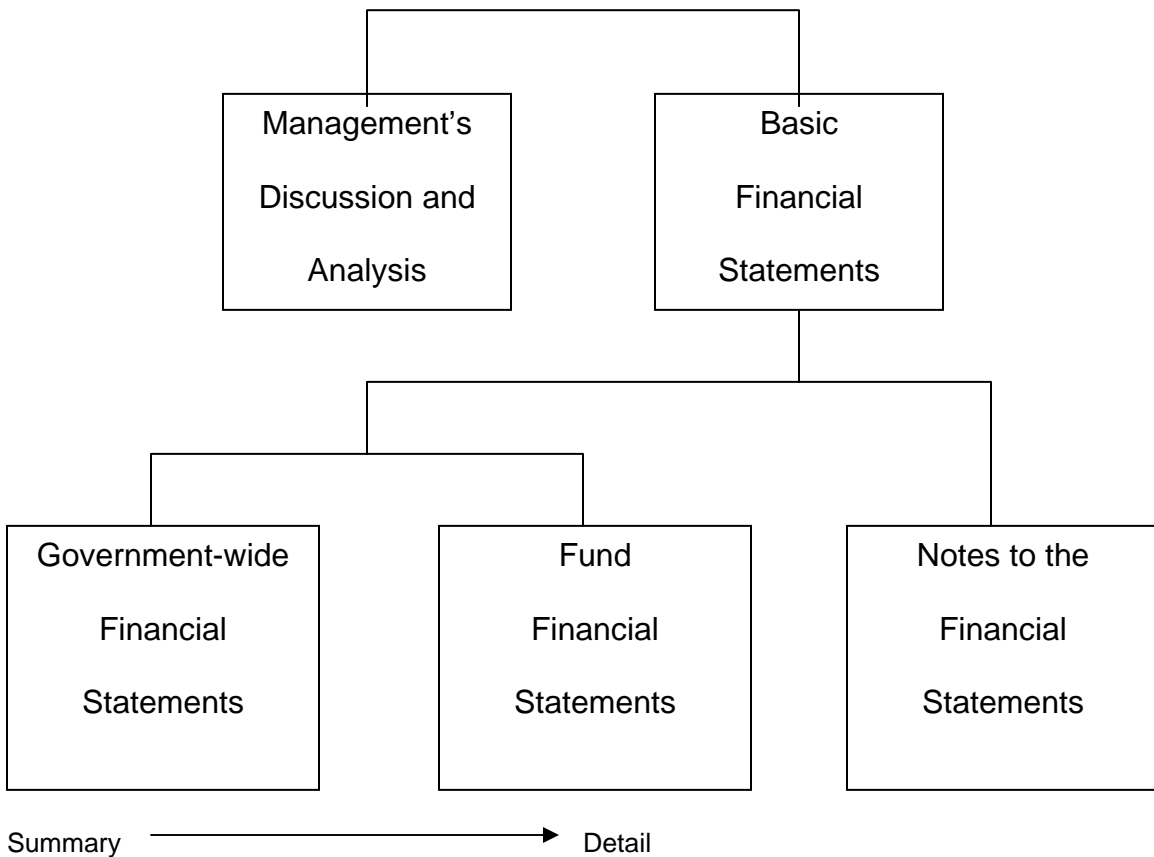 Management’s
Discussion and
Analysis
Basic
Financial
Statements
Government-wide
Financial
Statements
Fund
Financial
Statements
Notes to the
Financial
Statements
Summary
Detail